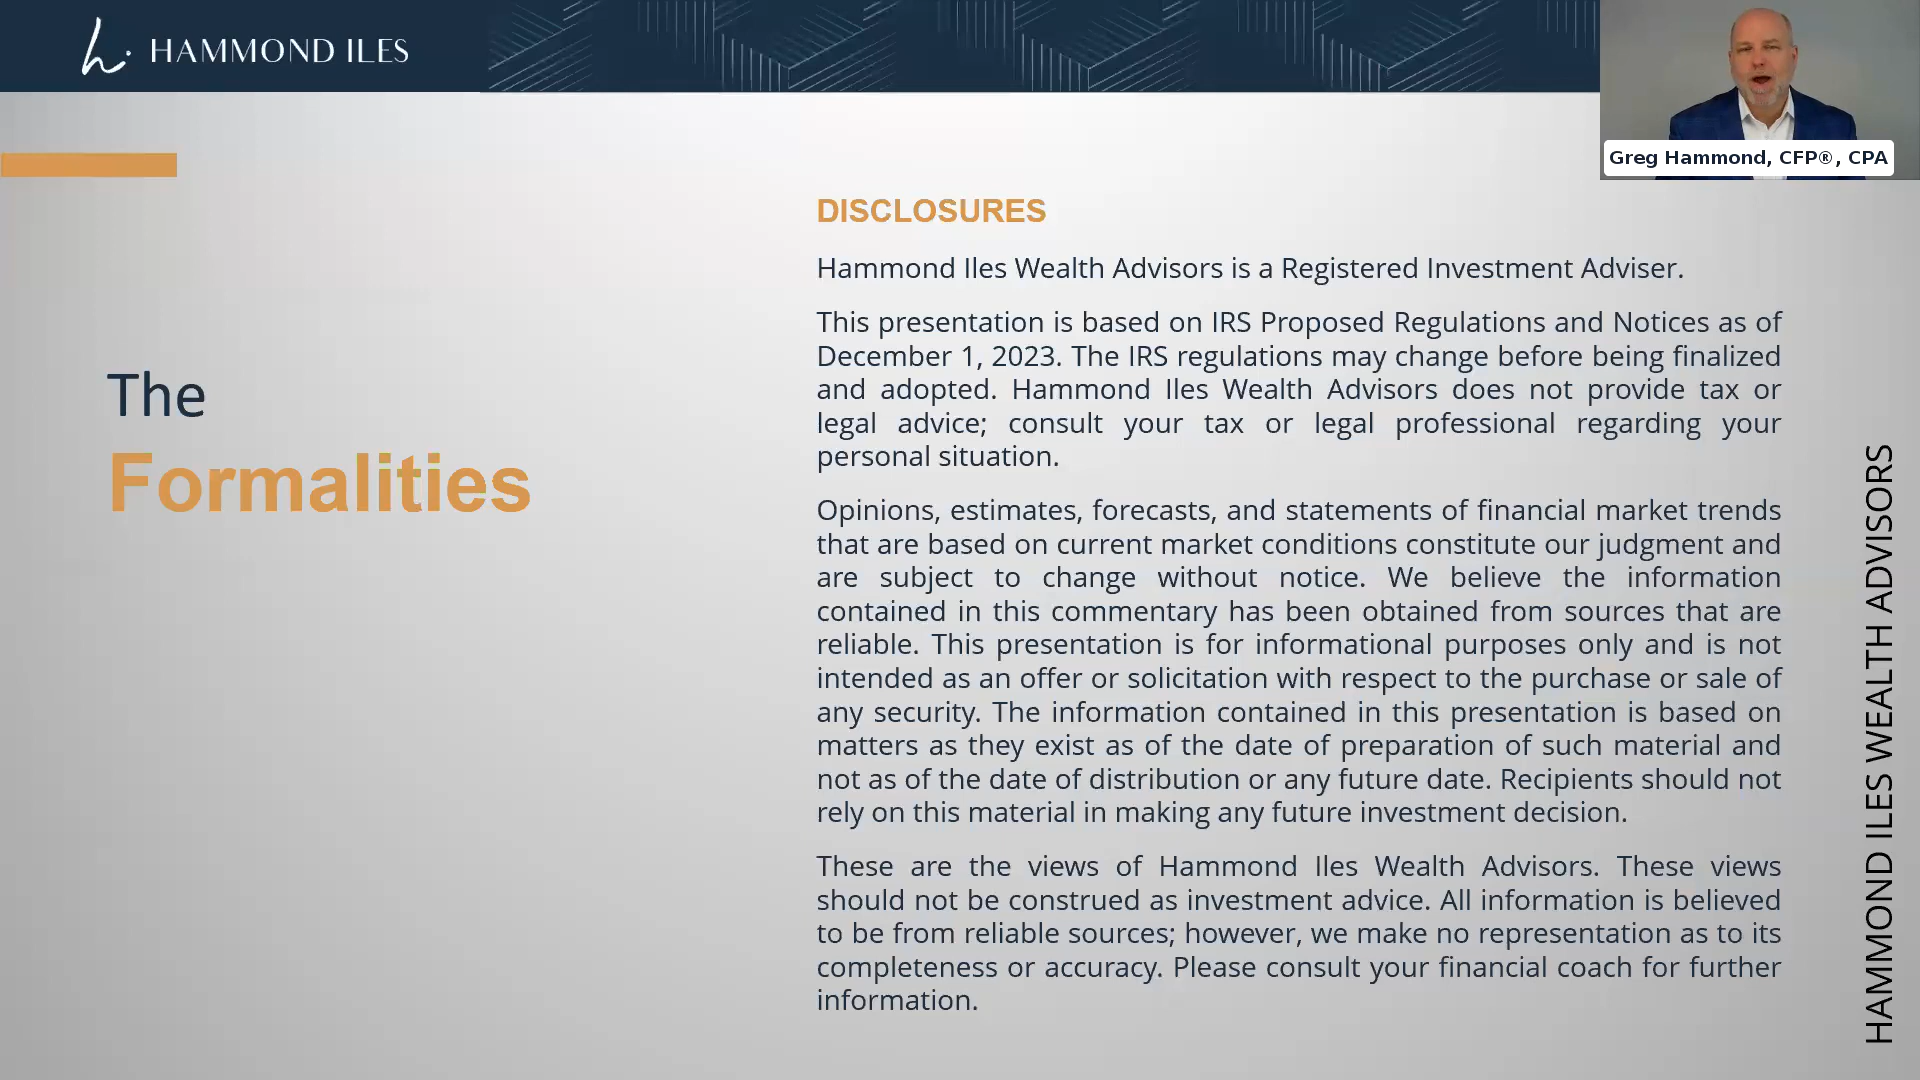 h. HAMMOND ILES
Greg Hammond, CFP®, CPA
The
Formalities
DISCLOSURES
Hammond Iles Wealth Advisors is a Registered Investment Adviser.
This presentation is based on IRS Proposed Regulations and Notices as of
December 1, 2023. The IRS regulations may change before being finalized
and adopted. Hammond Iles Wealth Advisors does not provide tax or
legal advice; consult your tax or legal professional regarding your
personal situation.
Opinions, estimates, forecasts, and statements of financial market trends
that are based on current market conditions constitute our judgment and
are subject to change without notice. We believe the information
contained in this commentary has been obtained from sources that are
reliable. This presentation is for informational purposes only and is not
intended as an offer or solicitation with respect to the purchase or sale of
any security. The information contained in this presentation is based on
matters as they exist as of the date of preparation of such material and
not as of the date of distribution or any future date. Recipients should not
rely on this material in making any future investment decision.
These are the views of Hammond Iles Wealth Advisors. These views
should not be construed as investment advice. All information is believed
to be from reliable sources; however, we make no representation as to its
completeness or accuracy. Please consult your financial coach for further
information.
HAMMOND ILES WEALTH ADVISORS